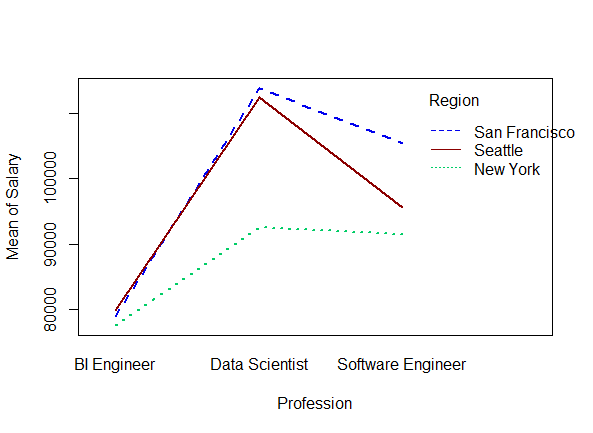 Region
San Francisco
Seattle
New York
Mean of Salary
100000
90000
80000
BI Engineer
Data Scientist
Software Engineer
Profession